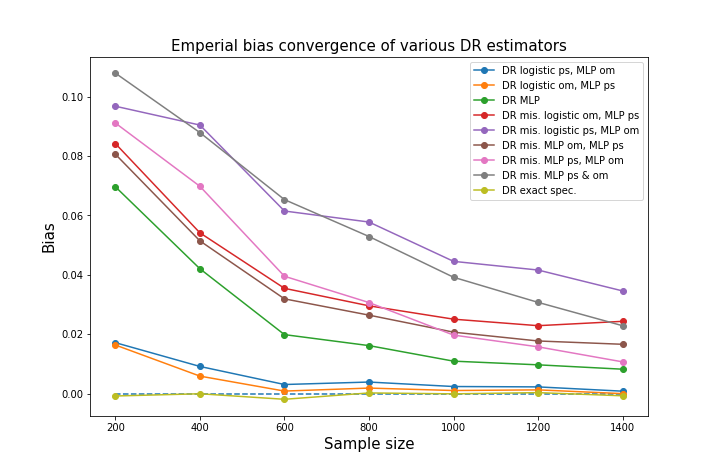 Emperial bias convergence of various DR estimators
DR logistic ps, MLP om
DR logistic om, MLP ps
DR MLP
DR mis. logistic om, MLP ps
DR mis. logistic ps, MLP om
DR mis. MLP om, MLP ps
DR mis. MLP ps, MLP om
DR mis. MLP ps & om
DR exact spec.
Bias
0.10
0.08
0.06
0.04
0.02
0.00
200 400 600 800 1000 1200 1400
Sample size